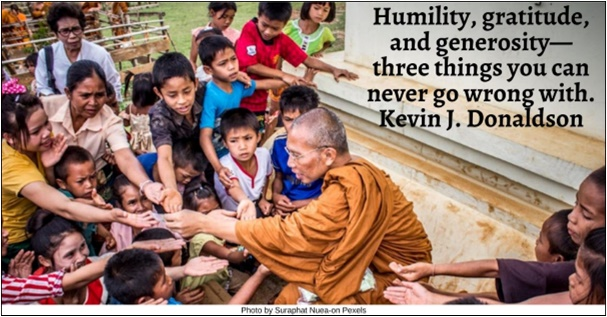 Humility, gratitude,
and generosity—
three things you can
never go wrong with.
Kevin J. Donaldson
Photo by Suraphat Nuea-on Pexels